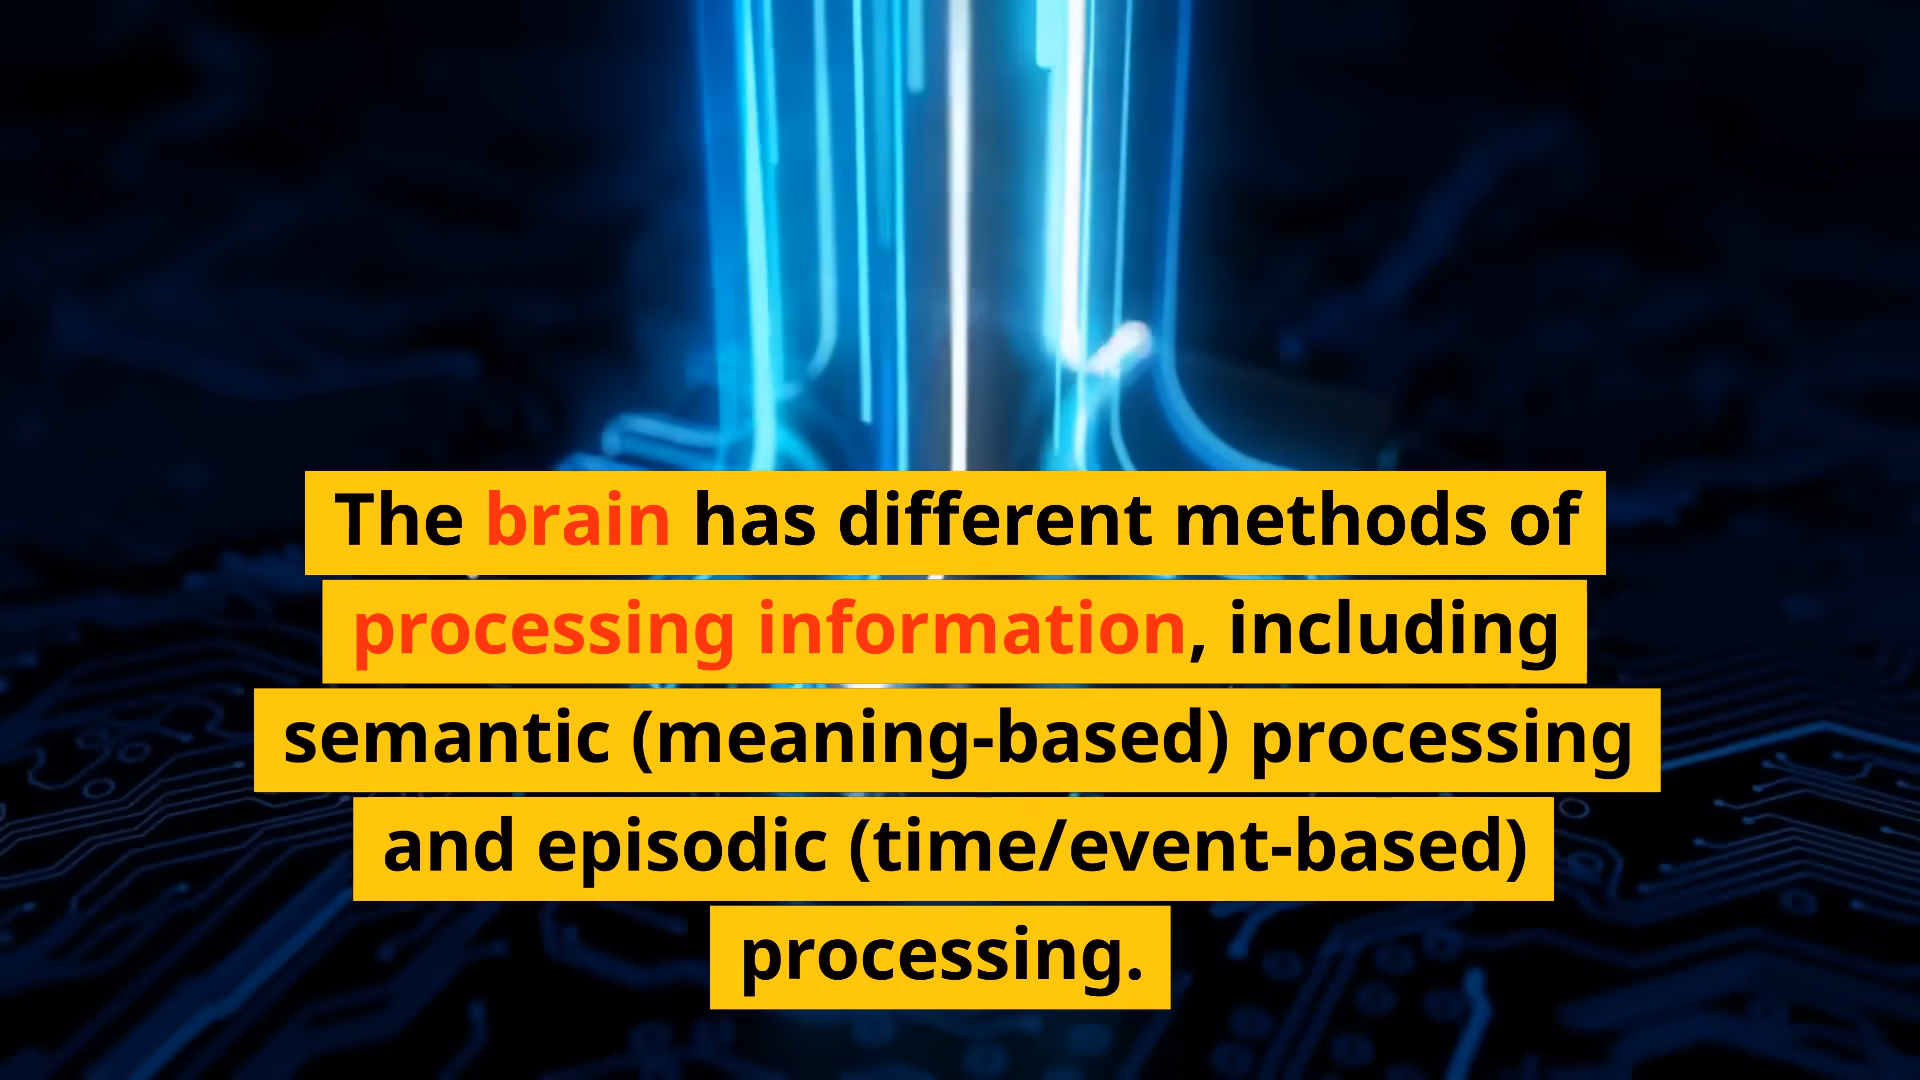 The brain has different methods of
processing information, including
semantic (meaning-based) processing
and episodic (time/event-based)
processing.